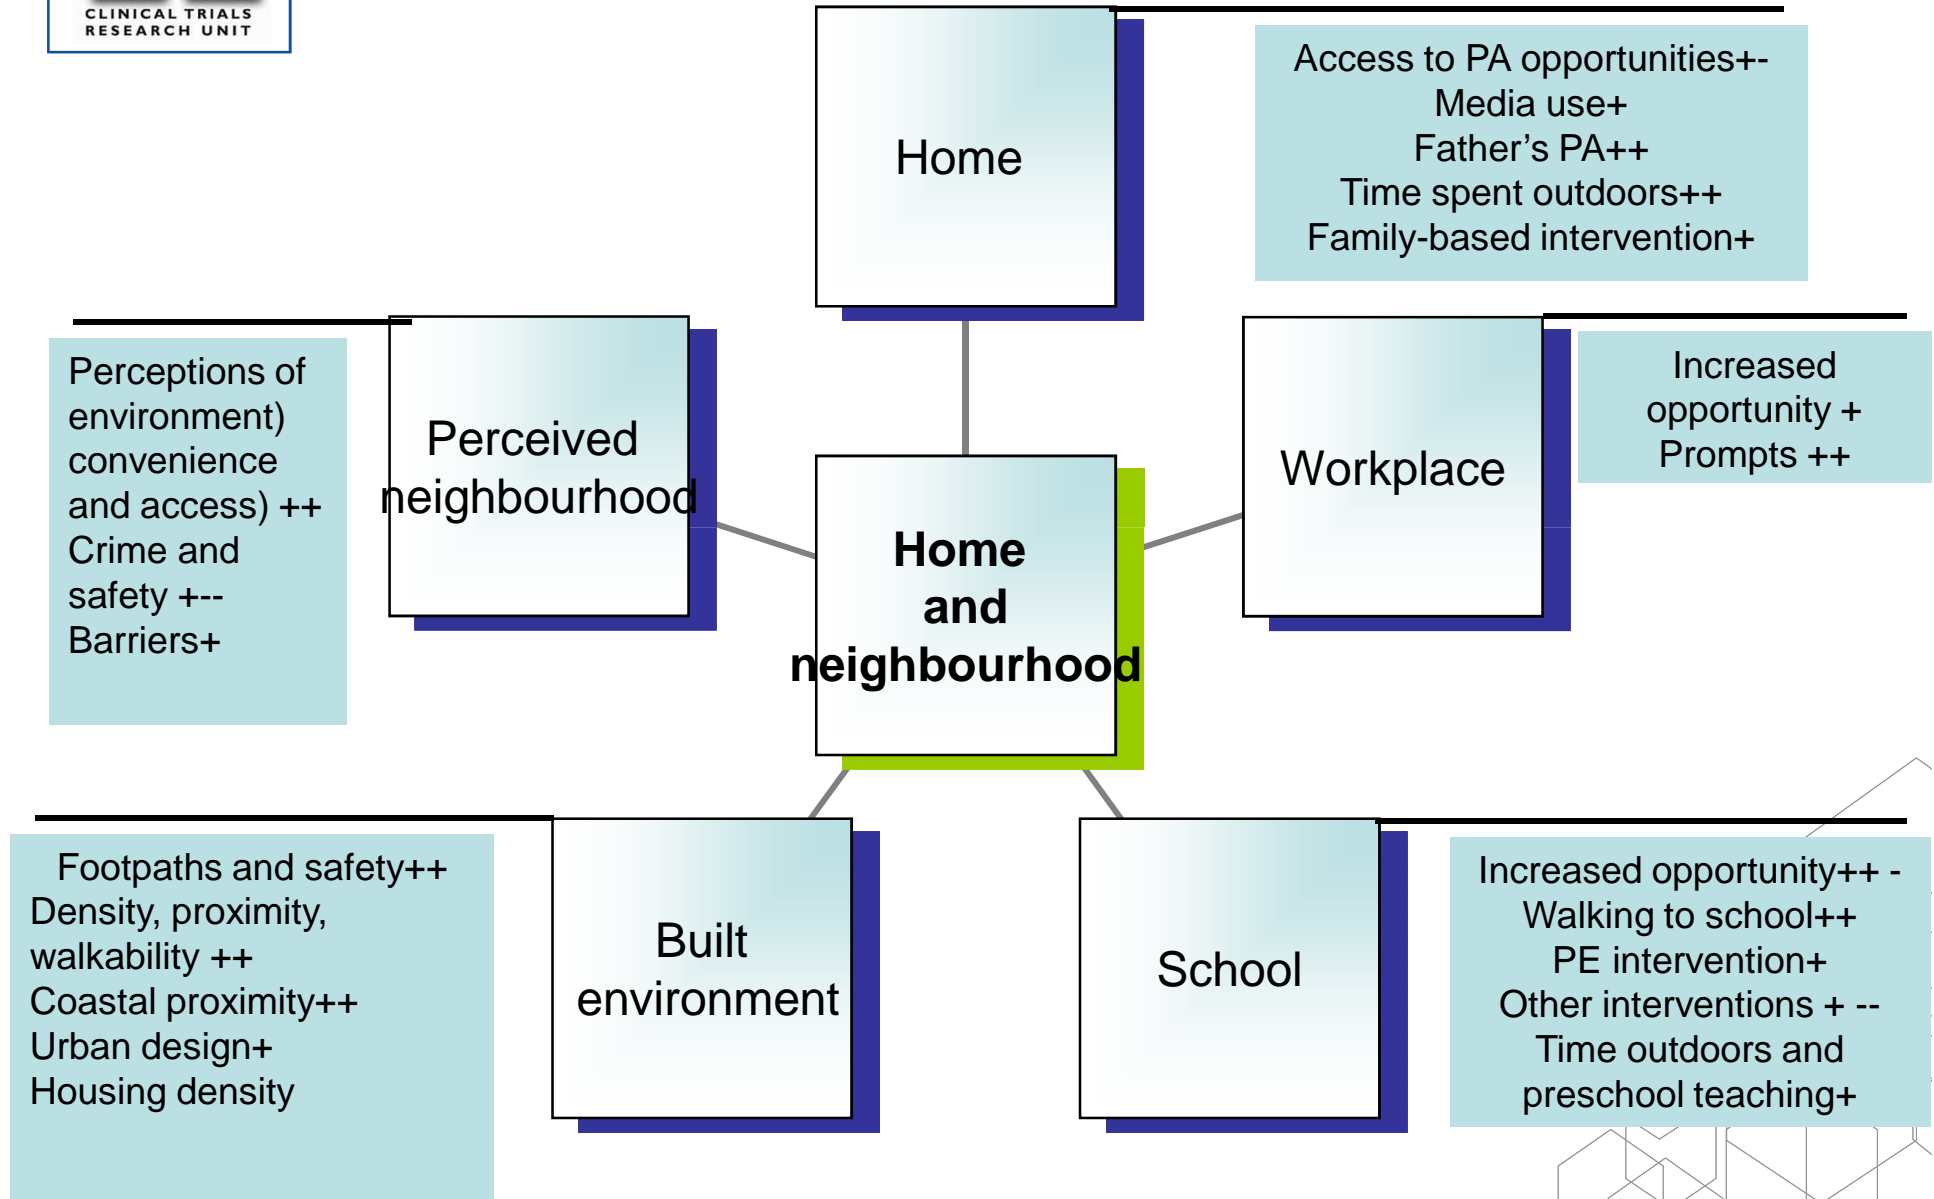 CLINICAL TRIALS
RESEARCH UNIT
Home
Access to PA opportunities+-
Media use+
Father’s PA++
Time spent outdoors++
Family-based intervention+
Perceptions of
environment)
convenience
and access) ++
Crime and
safety +--
Barriers+
Perceived
neighbourhood
Home
and
neighbourhood
Workplace
Increased
opportunity +
Prompts ++
Footpaths and safety++
Density, proximity,
walkability ++
Coastal proximity++
Urban design+
Housing density
Built
environment
School
Increased opportunity++ -
Walking to school++
PE intervention+
Other interventions + --
Time outdoors and
preschool teaching+